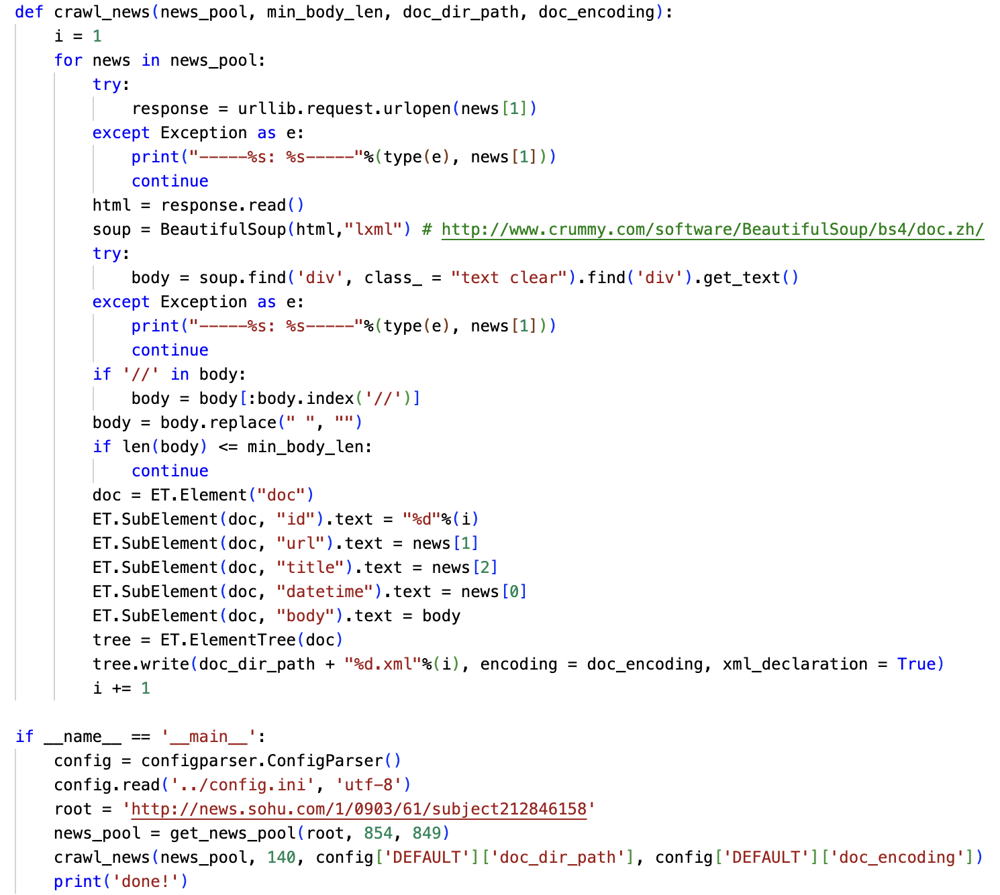 def crawl_news(news_pool, min_body_len, doc_dir_path, doc_encoding):
    i = 1
    for news in news_pool:
        try:
            response = urllib.request.urlopen(news[1])
        except Exception as e:
            print("-----%s: %s-----"%(type(e), news[1]))
            continue
        html = response.read()
        soup = BeautifulSoup(html,"lxml") # http://www.crummy.com/software/BeautifulSoup/bs4/doc.zh/
        try:
            body = soup.find('div', class_ = "text clear").find('div').get_text()
        except Exception as e:
            print("-----%s: %s-----"%(type(e), news[1]))
            continue
        if '//' in body:
            body = body[:body.index('//')]
        body = body.replace(" ", "")
        if len(body) <= min_body_len:
            continue
        doc = ET.Element("doc")
        ET.SubElement(doc, "id").text = "%d"%(i)
        ET.SubElement(doc, "url").text = news[1]
        ET.SubElement(doc, "title").text = news[2]
        ET.SubElement(doc, "datetime").text = news[0]
        ET.SubElement(doc, "body").text = body
        tree = ET.ElementTree(doc)
        tree.write(doc_dir_path + "%d.xml"%(i), encoding = doc_encoding, xml_declaration = True)
        i += 1

if __name__ == '__main__':
    config = configparser.ConfigParser()
    config.read('../config.ini', 'utf-8')
    root = 'http://news.sohu.com/1/0903/61/subject212846158'
    news_pool = get_news_pool(root, 854, 849)
    crawl_news(news_pool, 140, config['DEFAULT']['doc_dir_path'], config['DEFAULT']['doc_encoding'])
    print('done!')